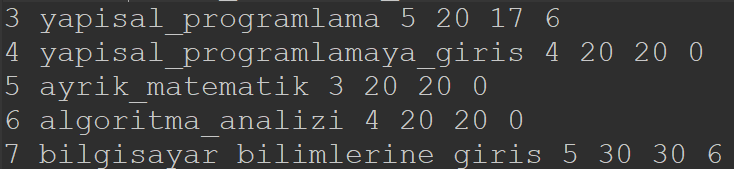 3 yapisal_programlama 5 20 17 6
4 yapisal_programlamaya_giris 4 20 20 0
5 ayrik_matematik 3 20 20 0
6 algoritma_analizi 4 20 20 0
7 bilgisayar bilimlerine giris 5 30 30 6